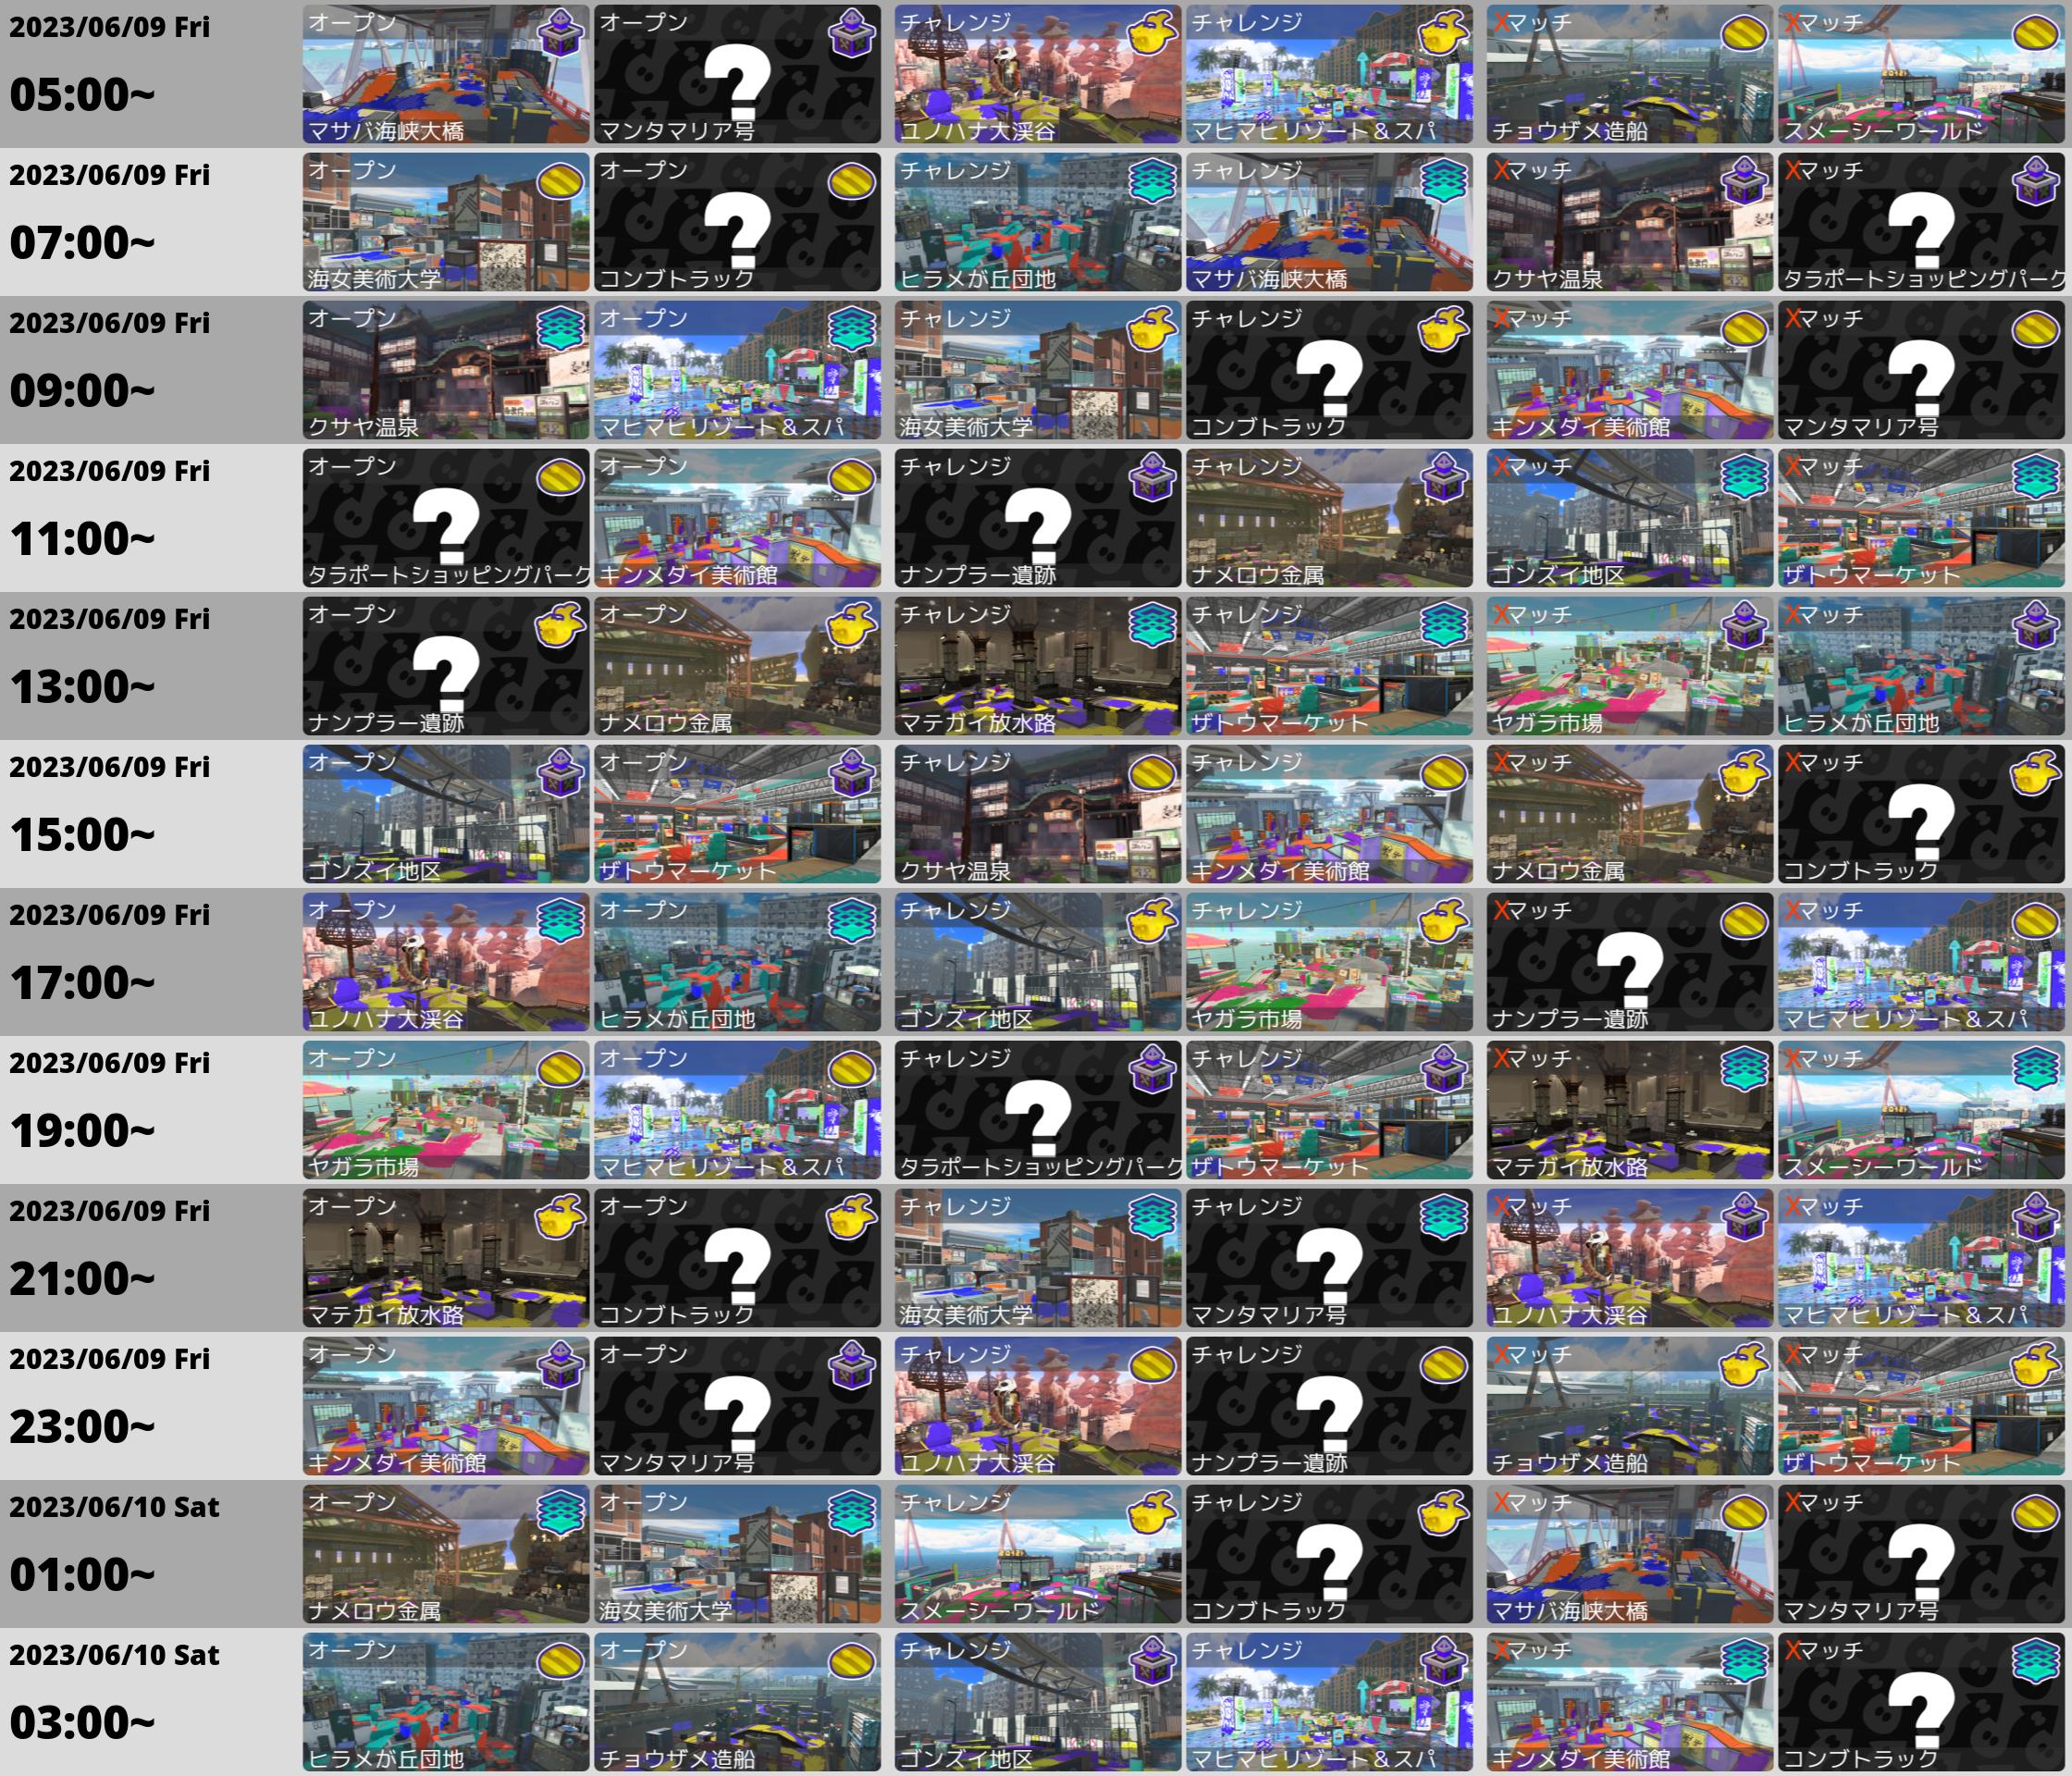 2023/06/09 Fri
05:00~
オープン オープン チャレンジ チャレンジ Xマッチ Xマッチ
マサバ海峡大橋 マンタマリア号 ユノハナ大渓谷 マヒマヒリゾート＆スパ チョウザメ造船 スメーシーワールド
2023/06/09 Fri
07:00~
オープン オープン チャレンジ チャレンジ Xマッチ Xマッチ
海女美術大学 コンブトラック ヒラメが丘団地 マサバ海峡大橋 クサヤ温泉 タラポートショッピングパーク
2023/06/09 Fri
09:00~
オープン オープン チャレンジ チャレンジ Xマッチ Xマッチ
クサヤ温泉 マヒマヒリゾート＆スパ 海女美術大学 コンブトラック キンメダイ美術館 マンタマリア号
2023/06/09 Fri
11:00~
オープン オープン チャレンジ チャレンジ Xマッチ Xマッチ
タラポートショッピングパーク キンメダイ美術館 ナンプラー遺跡 ナメロウ金属 ゴンズイ地区 ザトウマーケット
2023/06/09 Fri
13:00~
オープン オープン チャレンジ チャレンジ Xマッチ Xマッチ
ナンプラー遺跡 ナメロウ金属 マテガイ放水路 ザトウマーケット ヤガラ市場 ヒラメが丘団地
2023/06/09 Fri
15:00~
オープン オープン チャレンジ チャレンジ Xマッチ Xマッチ
ゴンズイ地区 ザトウマーケット クサヤ温泉 キンメダイ美術館 ナメロウ金属 コンブトラック
2023/06/09 Fri
17:00~
オープン オープン チャレンジ チャレンジ Xマッチ Xマッチ
ユノハナ大渓谷 ヒラメが丘団地 ゴンズイ地区 ヤガラ市場 ナンプラー遺跡 マヒマヒリゾート＆スパ
2023/06/09 Fri
19:00~
オープン オープン チャレンジ チャレンジ Xマッチ Xマッチ
ヤガラ市場 マヒマヒリゾート＆スパ タラポートショッピングパーク ザトウマーケット マテガイ放水路 スメーシーワールド
2023/06/09 Fri
21:00~
オープン オープン チャレンジ チャレンジ Xマッチ Xマッチ
マテガイ放水路 コンブトラック 海女美術大学 マンタマリア号 ユノハナ大渓谷 マヒマヒリゾート＆スパ
2023/06/09 Fri
23:00~
オープン オープン チャレンジ チャレンジ Xマッチ Xマッチ
キンメダイ美術館 マンタマリア号 ユノハナ大渓谷 ナンプラー遺跡 チョウザメ造船 ザトウマーケット
2023/06/10 Sat
01:00~
オープン オープン チャレンジ チャレンジ Xマッチ Xマッチ
ナメロウ金属 海女美術大学 スメーシーワールド コンブトラック マサバ海峡大橋 マンタマリア号
2023/06/10 Sat
03:00~
オープン オープン チャレンジ チャレンジ Xマッチ Xマッチ
ヒラメが丘団地 チョウザメ造船 ゴンズイ地区 マヒマヒリゾート＆スパ キンメダイ美術館 コンブトラック